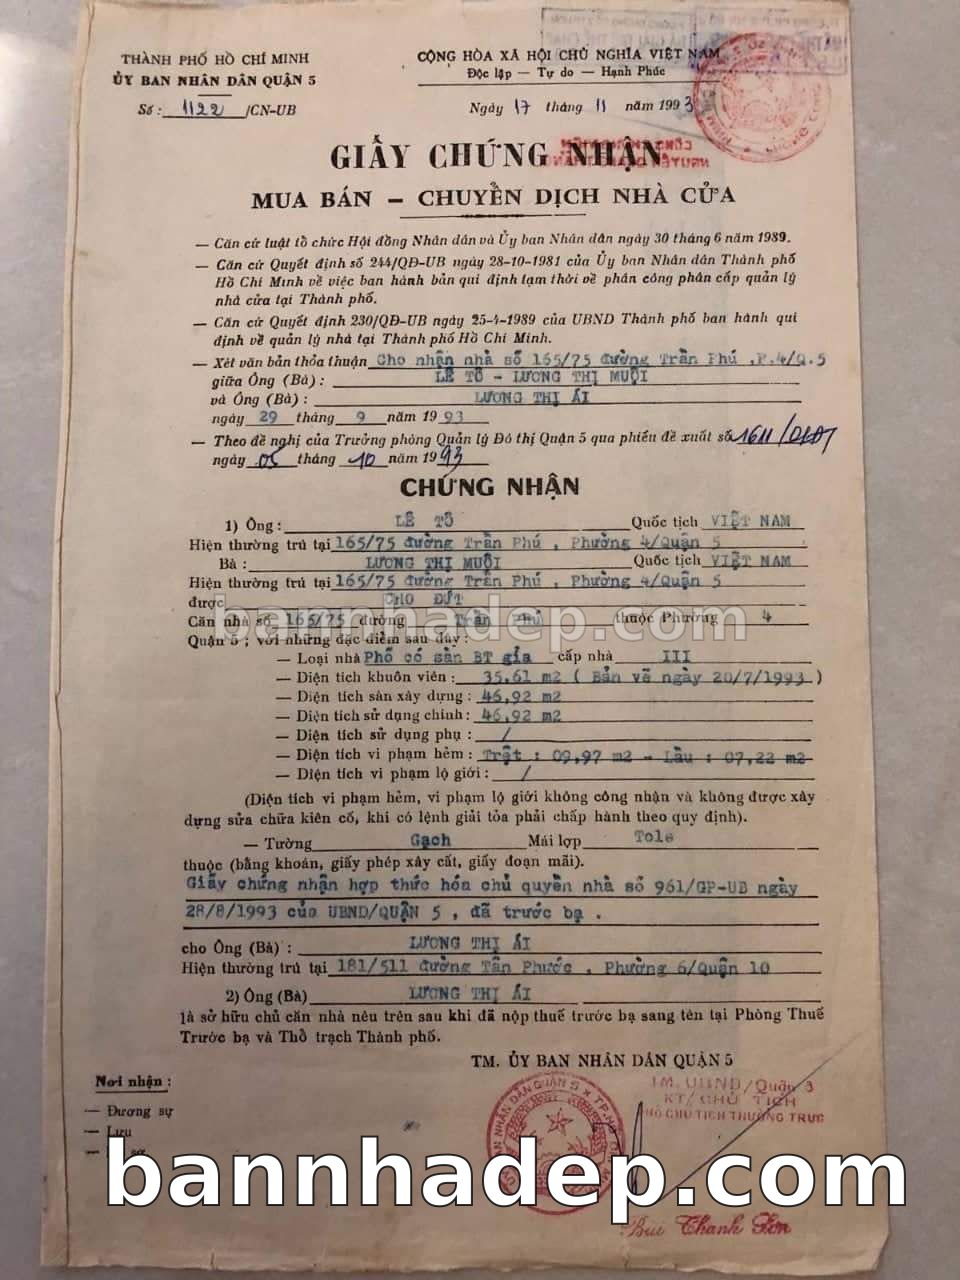 THÀNH PHỐ HỒ CHÍ MINH
ỦY BAN NHÂN DÂN QUẬN 5
Số: 1122 /CN-UB
CỘNG HÒA XÃ HỘI CHỦ NGHĨA VIỆT NAM
Độc lập — Tự do — Hạnh Phúc
Ngày 17 tháng 11 năm 1993
GIẤY CHỨNG NHẬN
MUA BÁN – CHUYỂN DỊCH NHÀ CỬA
— Căn cứ luật tổ chức Hội đồng Nhân dân và Ủy ban Nhân dân ngày 30 tháng 6 năm 1989.
— Căn cứ Quyết định số 244/QĐ-UB ngày 28-10-1981 của Ủy ban Nhân dân Thành phố
Hồ Chí Minh về việc ban hành bản qui định tạm thời về phân công phân cấp quản lý
nhà cửa tại Thành phố.
— Căn cứ Quyết định 230/QĐ-UB ngày 25-4-1989 của UBND Thành phố ban hành qui
định về quản lý nhà tại Thành phố Hồ Chí Minh.
— Xét văn bản thỏa thuận Cho nhận nhà số 165/75 đường Trần Phú ,P.4/Q.5
giữa Ông (Bà): LÊ TÔ - LƯƠNG THỊ MUỘI
và Ông (Bà): LƯƠNG THỊ ÁI
ngày 29 tháng 9 năm 1993
— Theo đề nghị của Trưởng phòng Quản lý Đô thị Quận 5 qua phiếu đề xuất số 1611
ngày 05 tháng 10 năm 1993
CHỨNG NHẬN
1) Ông: LÊ TÔ Quốc tịch VIỆT NAM
Hiện thường trú tại 165/75 đường Trần Phú , Phường 4/Quận 5
Bà : LƯƠNG THỊ MUỘI Quốc tịch VIỆT NAM
Hiện thường trú tại 165/75 đường Trần Phú , Phường 4/Quận 5
được CHO ĐỨT
bannhadep.com
Căn nhà số 165/75 đường Trần Phú thuộc Phường 4
Quận 5 ; với những đặc điểm sau đây :
— Loại nhà Phố có sàn BT giả cấp nhà III
— Diện tích khuôn viên : 35,61 m2 ( Bản vẽ ngày 20/7/1993 )
— Diện tích sàn xây dựng : 46,92 m2
— Diện tích sử dụng chính: 46,92 m2
— Diện tích sử dụng phụ : /
— Diện tích vi phạm hẻm : Trệt : 09,97 m2 - Lầu : 07,22 m2
— Diện tích vi phạm lộ giới : /
(Diện tích vi phạm hẻm, vi phạm lộ giới không công nhận và không được xây
dựng sửa chữa kiên cố, khi có lệnh giải tỏa phải chấp hành theo quy định).
— Tường Gạch Mái lợp Tole
thuộc (bằng khoán, giấy phép xây cất, giấy đoạn mãi).
Giấy chứng nhận hợp thức hóa chủ quyền nhà số 961/GP-UB ngày
28/8/1993 của UBND/QUẬN 5 , đã trước bạ .
cho Ông (Bà) : LƯƠNG THỊ ÁI
Hiện thường trú tại 181/511 đường Tân Phước , Phường 6/Quận 10
2) Ông (Bà) LƯƠNG THỊ ÁI
là sở hữu chủ căn nhà nêu trên sau khi đã nộp thuế trước bạ sang tên tại Phòng Thuế
Trước bạ và Thổ trạch Thành phố.
TM. ỦY BAN NHÂN DÂN QUẬN 5
TM. UBND/Quận 5
KT/ CHỦ TỊCH
PHÓ CHỦ TỊCH THƯỜNG TRỰC
Nơi nhận :
— Đương sự
— Lưu
bannhadep.com
Bùi Thanh Sơn